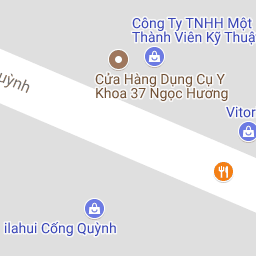 Công Ty TNHH Một
Thành Viên Kỹ Thuậ
Cửa Hàng Dụng Cụ Y
Khoa 37 Ngọc Hương
uỳnh
Vitor
ilahui Cống Quỳnh